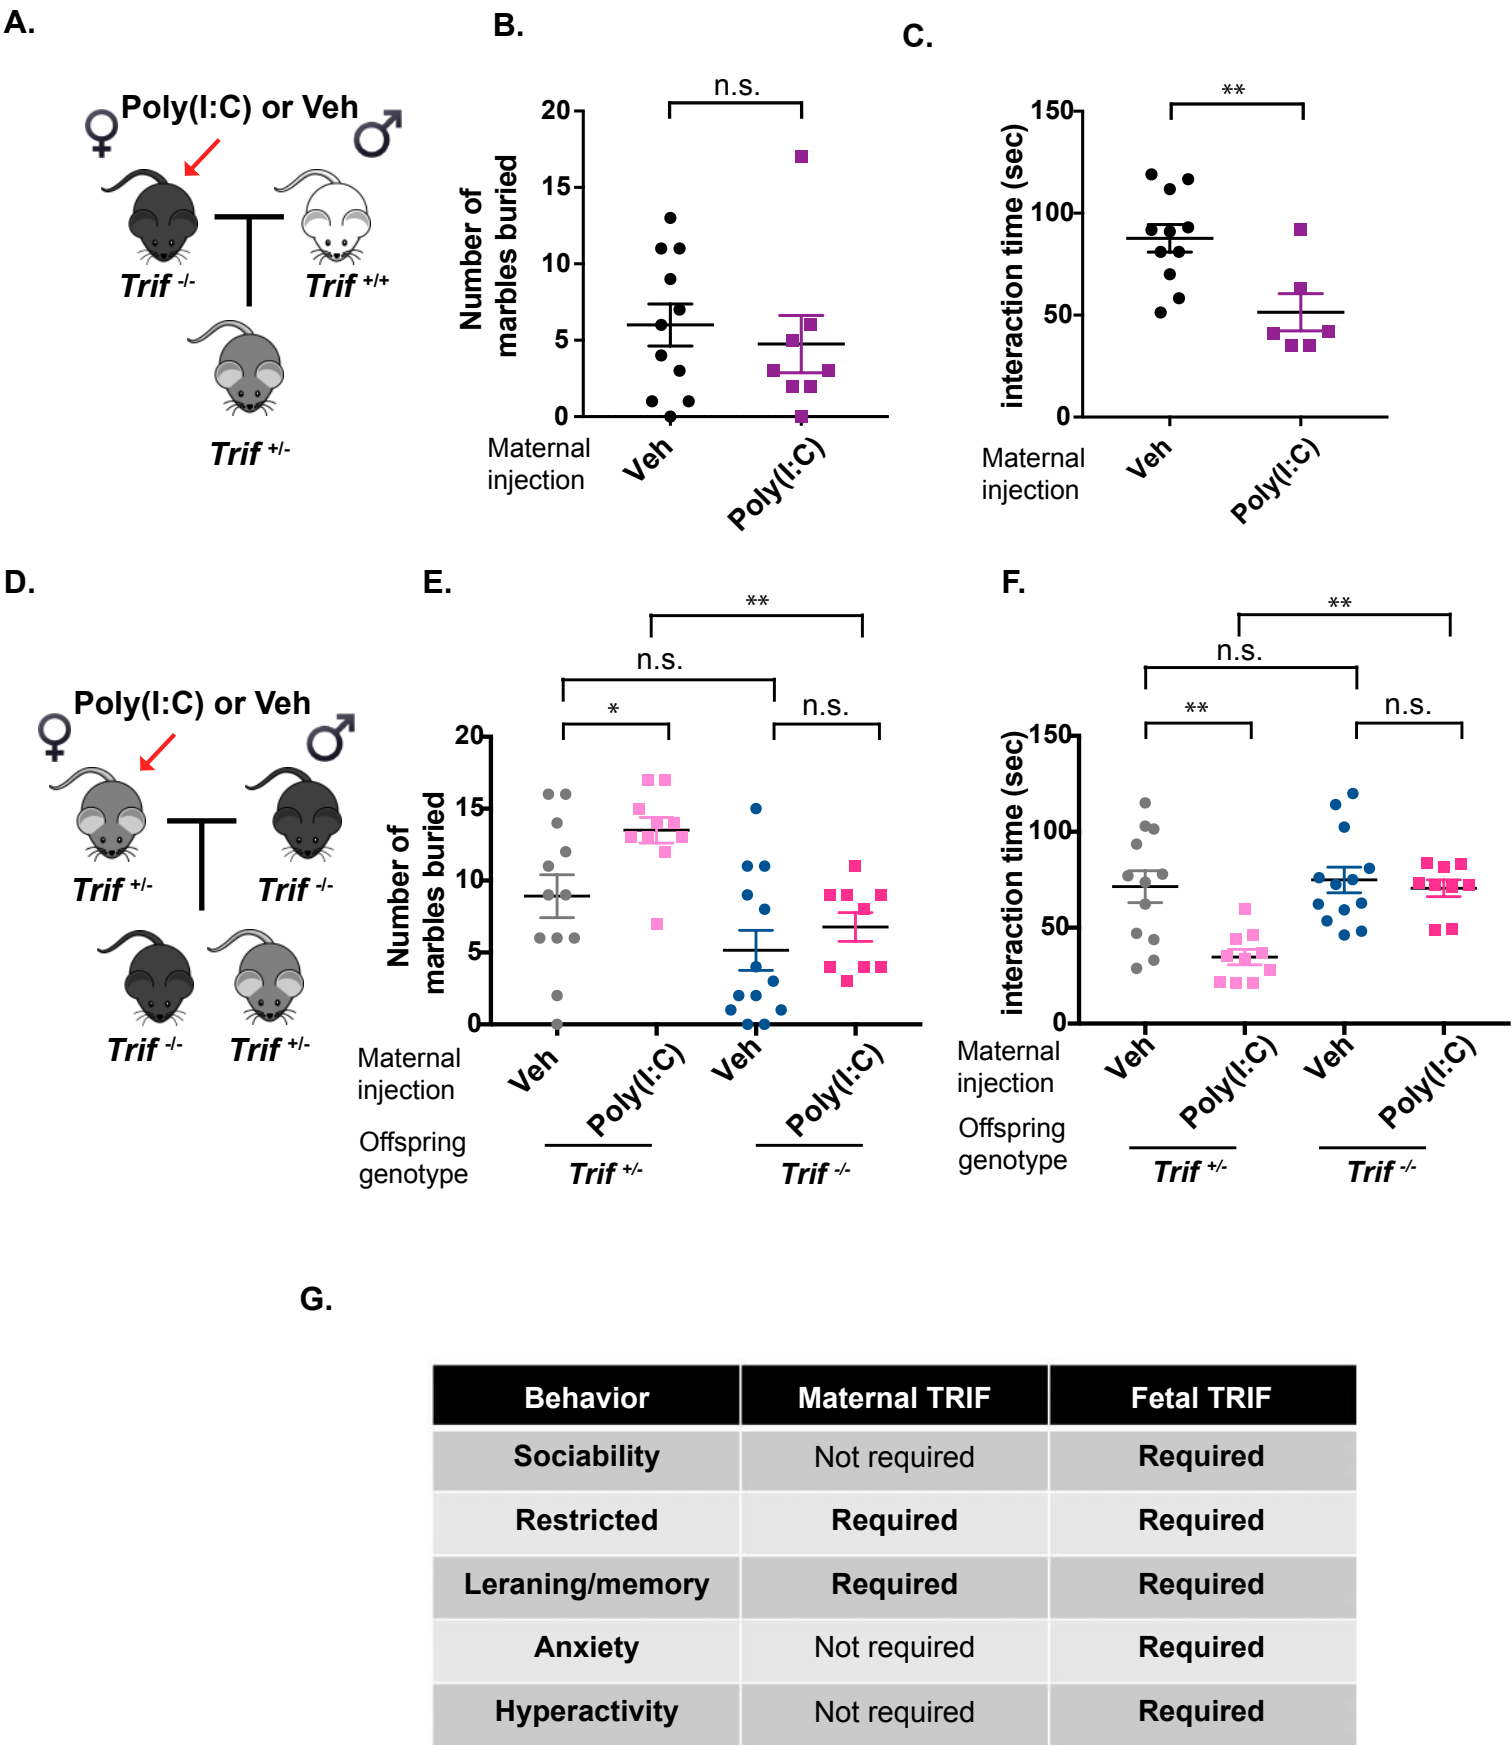 A.
Poly(I:C) or Veh
♀
♂
Trif -/-
Trif +/+
Trif +/-
B.
n.s.
Number of
marbles buried
20
15
10
5
0
Maternal
injection
Veh
Poly(I:C)
C.
**
interaction time (sec)
150
100
50
0
Maternal
injection
Veh
Poly(I:C)
D.
Poly(I:C) or Veh
♀
♂
Trif +/-
Trif -/-
Trif -/-
Trif +/-
E.
**
n.s.
*
n.s.
Number of
marbles buried
20
15
10
5
0
Maternal
injection
Veh
Poly(I:C)
Veh
Poly(I:C)
Offspring
genotype
Trif +/-
Trif -/-
F.
**
n.s.
**
n.s.
interaction time (sec)
150
100
50
0
Maternal
injection
Veh
Poly(I:C)
Veh
Poly(I:C)
Offspring
genotype
Trif +/-
Trif -/-
G.
Behavior Maternal TRIF Fetal TRIF
Sociability Not required Required
Restricted Required Required
Leraning/memory Required Required
Anxiety Not required Required
Hyperactivity Not required Required